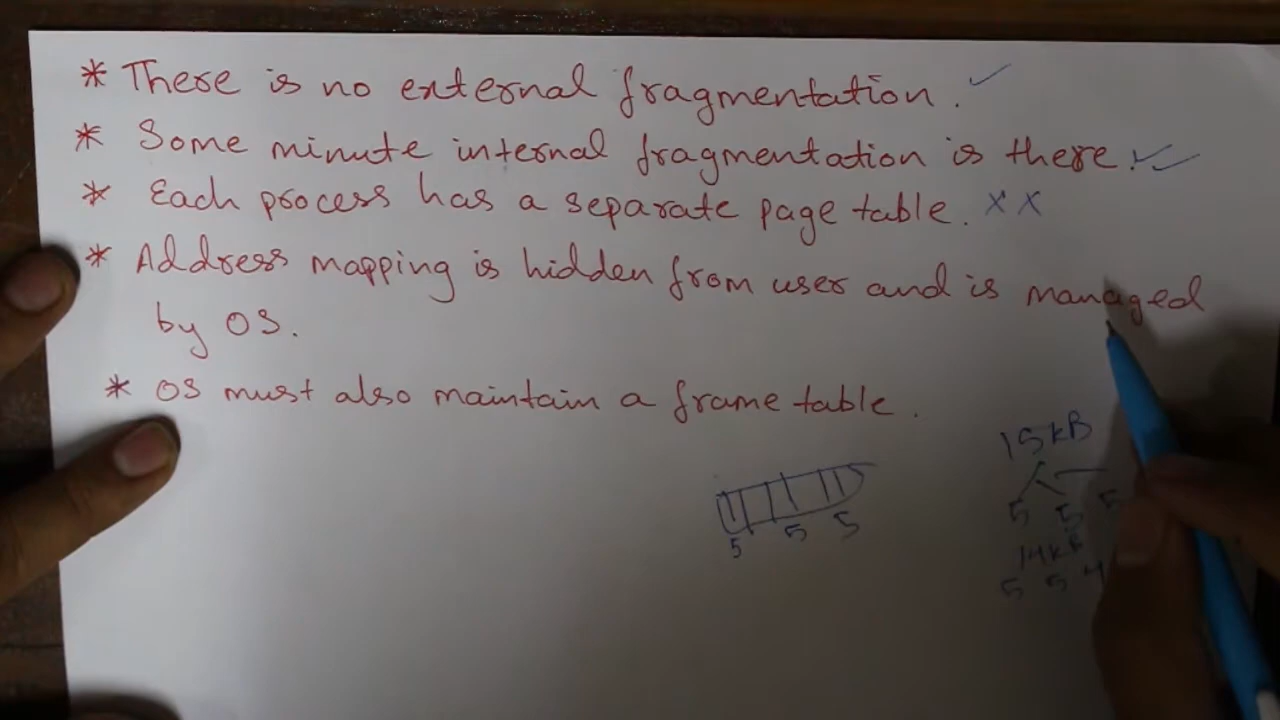 * There is no external fragmentation. ✓
* Some minute internal fragmentation is there. ✓✓
* Each process has a separate page table. x x
* Address mapping is hidden from user and is managed
by OS.
* OS must also maintain a frame table.
15kB
5 5 5
5 5 5
14kB
5 5 4